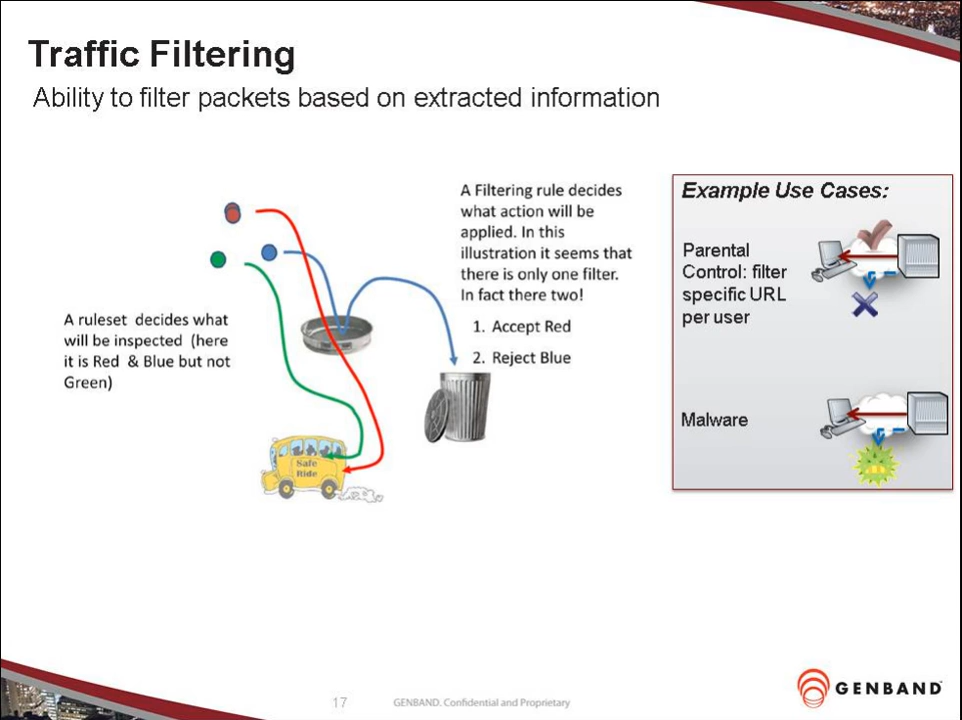 Traffic Filtering
Ability to filter packets based on extracted information
A ruleset decides what
will be inspected (here
it is Red & Blue but not
Green)
A Filtering rule decides
what action will be
applied. In this
illustration it seems that
there is only one filter.
In fact there two!
1. Accept Red
2. Reject Blue
Safe
Ride
Example Use Cases:
Parental
Control: filter
specific URL
per user
Malware
17
GENBAND. Confidential and Proprietary
GENBAND